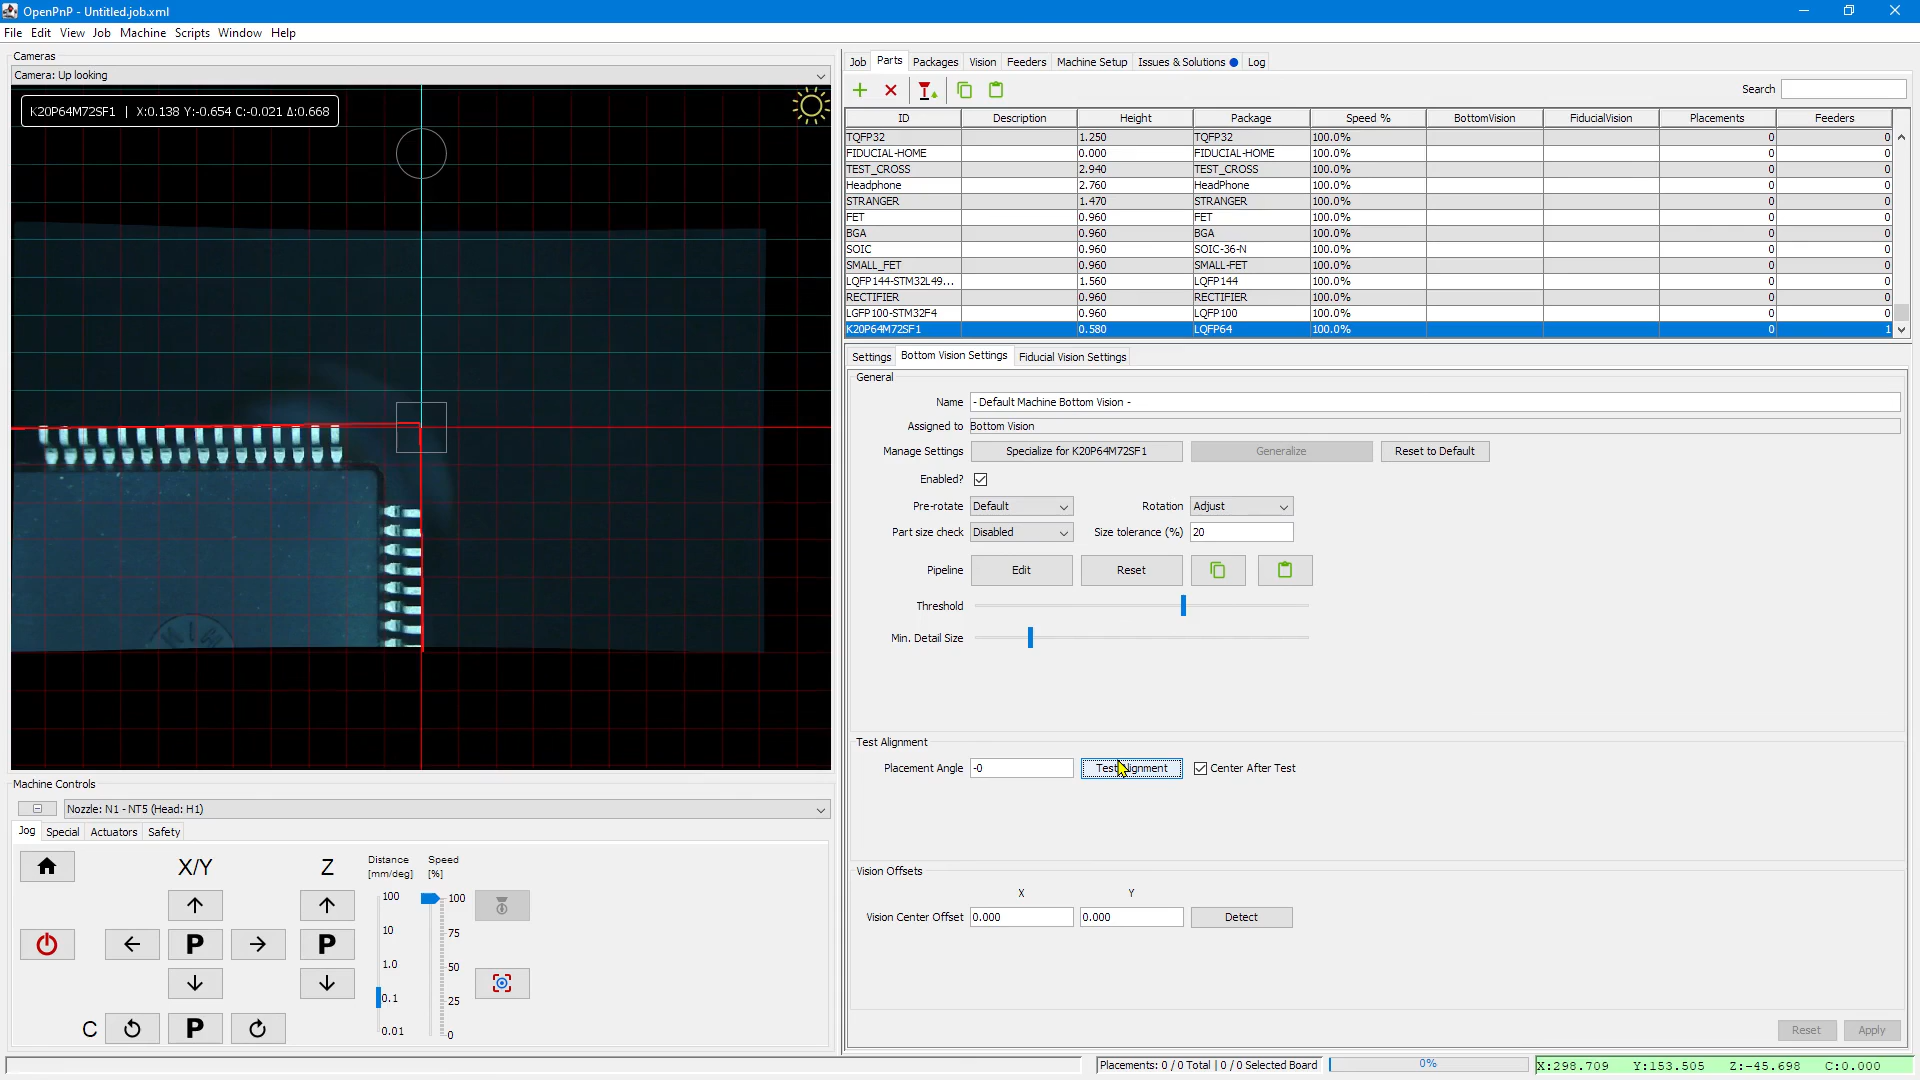 OpenPnP - Untitled.job.xml
File Edit View Job Machine Scripts Window Help
Cameras
Camera: Up looking
K20P64M72SF1 | X:0.138 Y:-0.654 C:-0.021 Δ:0.668
Machine Controls
Nozzle: N1 - NT5 (Head: H1)
Jog Special Actuators Safety
X/Y Z
Distance [mm/deg]
Speed [%]
100
10
1.0
0.1
0.01
100
75
50
25
0
P P
C P
Job Parts Packages Vision Feeders Machine Setup Issues & Solutions Log
Search
ID Description Height Package Speed % BottomVision FiducialVision Placements Feeders
TQFP32 1.250 TQFP32 100.0% 0 0
FIDUCIAL-HOME 0.000 FIDUCIAL-HOME 100.0% 0 0
TEST_CROSS 2.940 TEST_CROSS 100.0% 0 0
Headphone 2.760 HeadPhone 100.0% 0 0
STRANGER 1.470 STRANGER 100.0% 0 0
FET 0.960 FET 100.0% 0 0
BGA 0.960 BGA 100.0% 0 0
SOIC 0.960 SOIC-36-N 100.0% 0 0
SMALL_FET 0.960 SMALL-FET 100.0% 0 0
LQFP144-STM32L49... 1.560 LQFP144 100.0% 0 0
RECTIFIER 0.960 RECTIFIER 100.0% 0 0
LGFP100-STM32F4 0.960 LQFP100 100.0% 0 0
K20P64M72SF1 0.580 LQFP64 100.0% 0 1
Settings Bottom Vision Settings Fiducial Vision Settings
General
Name - Default Machine Bottom Vision -
Assigned to Bottom Vision
Manage Settings Specialize for K20P64M72SF1 Generalize Reset to Default
Enabled?
Pre-rotate Default Rotation Adjust
Part size check Disabled Size tolerance (%) 20
Pipeline Edit Reset
Threshold
Min. Detail Size
Test Alignment
Placement Angle -0 Test Alignment Center After Test
Vision Offsets
X Y
Vision Center Offset 0.000 0.000 Detect
Reset Apply
Placements: 0 / 0 Total | 0 / 0 Selected Board 0% X:298.709 Y:153.505 Z:-45.698 C:0.000